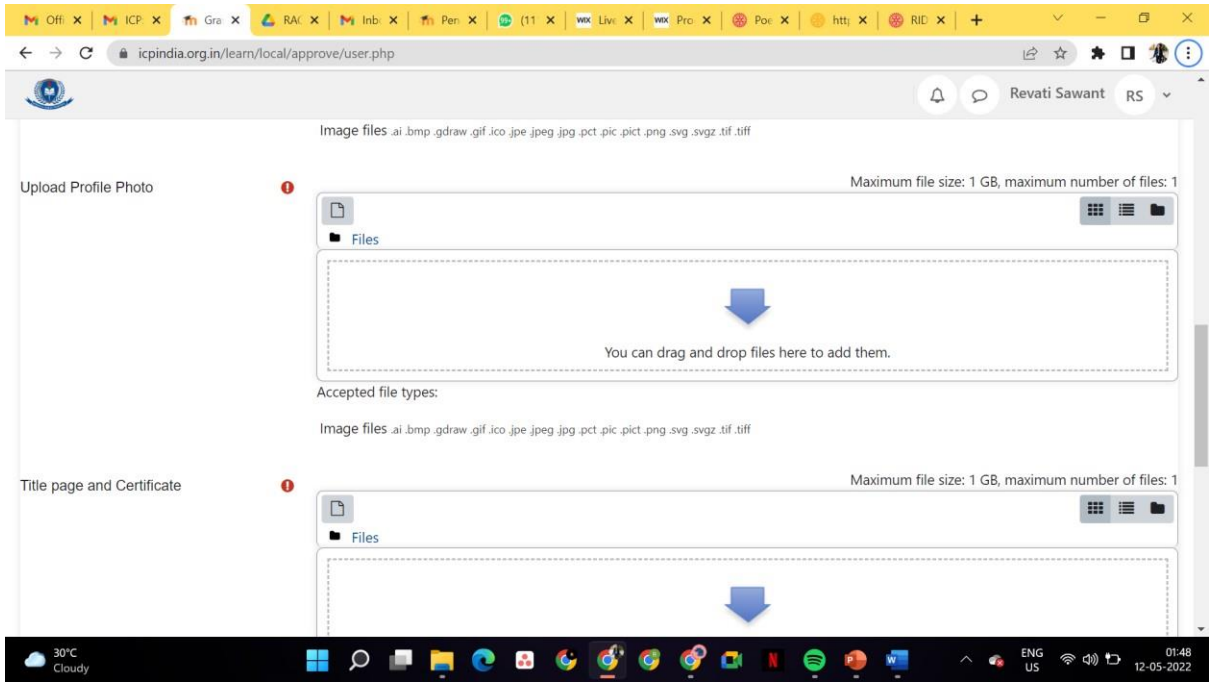 Offi
ICP:
Gra
RAC
Inbo
Pen
(11
WIX Live
WIX Pro
Poe
http
RID
icpindia.org.in/learn/local/approve/user.php
Revati Sawant RS
Image files .ai .bmp .gdraw .gif .ico .jpe .jpeg .jpg .pct .pic .pict .png .svg .svgz .tif .tiff
Upload Profile Photo
Maximum file size: 1 GB, maximum number of files: 1
Files
You can drag and drop files here to add them.
Accepted file types:
Image files .ai .bmp .gdraw .gif .ico .jpe .jpeg .jpg .pct .pic .pict .png .svg .svgz .tif .tiff
Title page and Certificate
Maximum file size: 1 GB, maximum number of files: 1
Files
30°C
Cloudy
ENG
US
01:48
12-05-2022